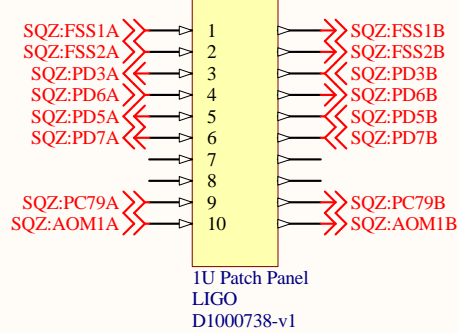 SQZ:FSS1A 1 SQZ:FSS1B
SQZ:FSS2A 2 SQZ:FSS2B
SQZ:PD3A 3 SQZ:PD3B
SQZ:PD6A 4 SQZ:PD6B
SQZ:PD5A 5 SQZ:PD5B
SQZ:PD7A 6 SQZ:PD7B
7
8
SQZ:PC79A 9 SQZ:PC79B
SQZ:AOM1A 10 SQZ:AOM1B
1U Patch Panel
LIGO
D1000738-v1